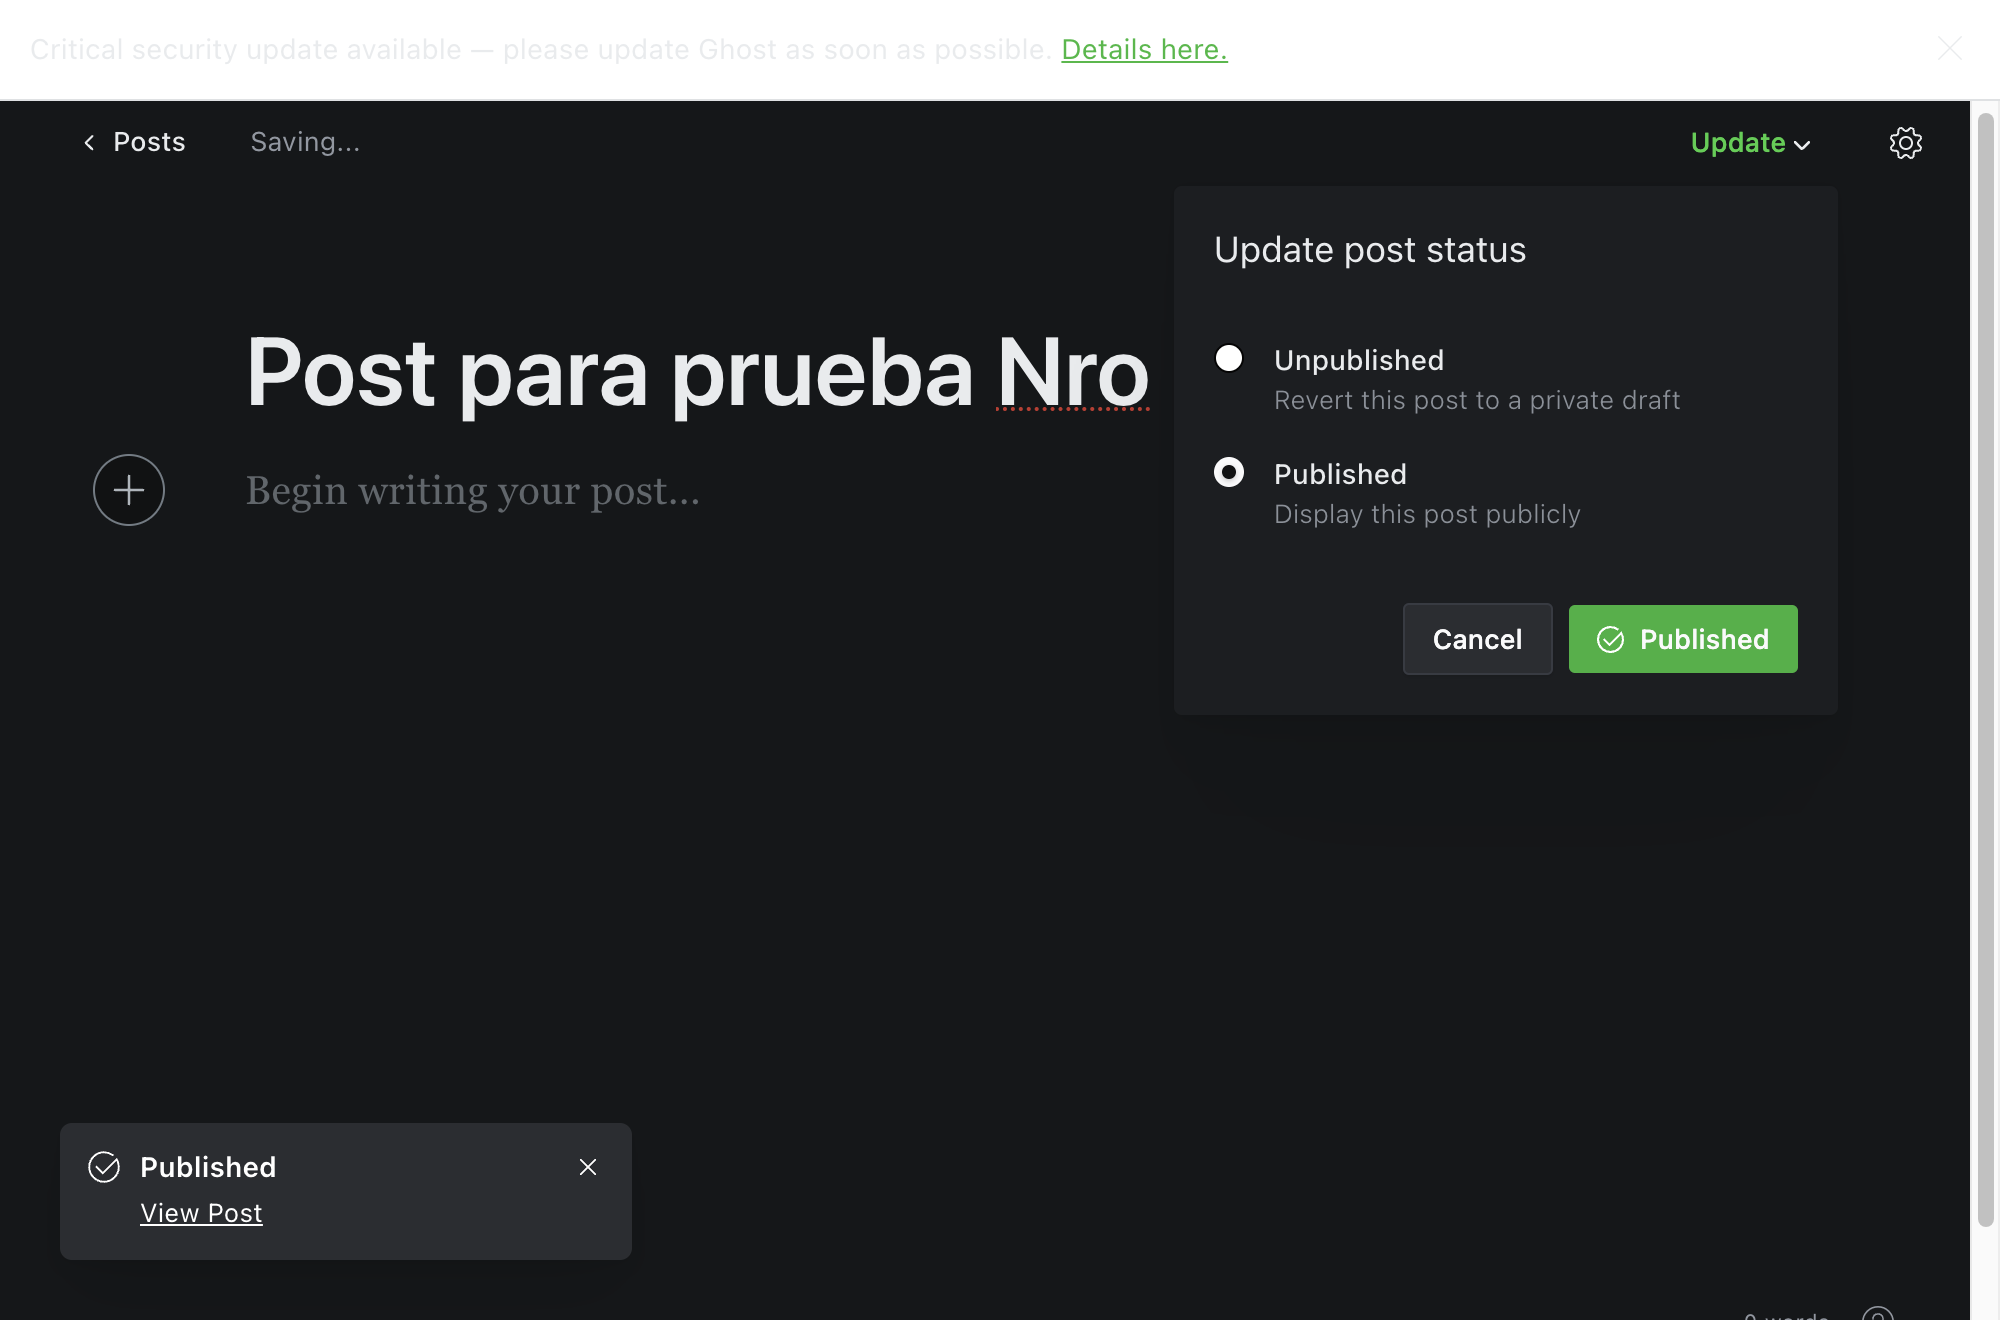 Critical security update available — please update Ghost as soon as possible. Details here.
Posts
Saving...
Update
Update post status
Post para prueba Nro
Unpublished
Revert this post to a private draft
Begin writing your post...
Published
Display this post publicly
Cancel
Published
Published
View Post
0 words